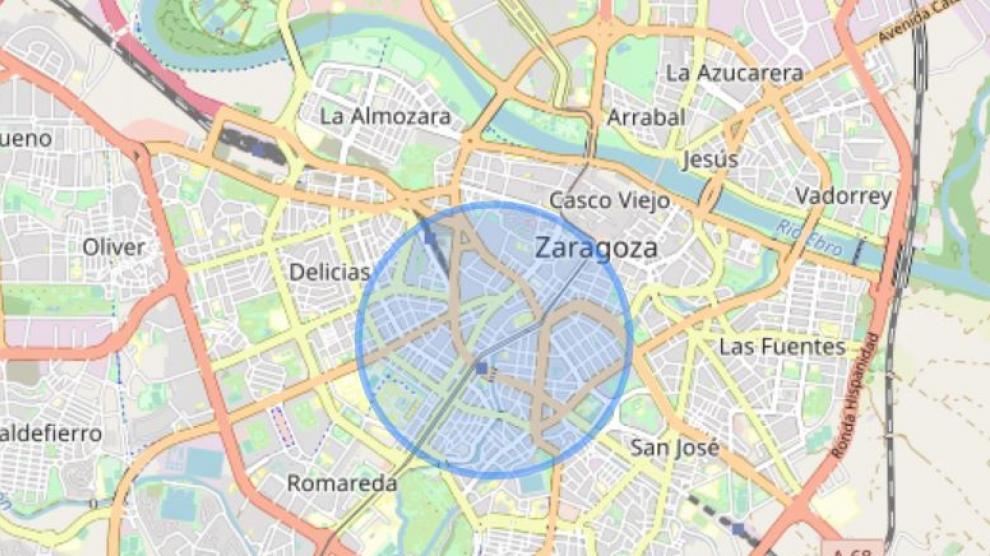 Avenida Cat
La Azucarera
La Almozara
Arrabal
ueno
Jesús
Casco Viejo
Vadorrey
Río Ebro
Oliver
Zaragoza
Delicias
Las Fuentes
Ronda Hispanidad
aldefierro
San José
Romareda
A-68